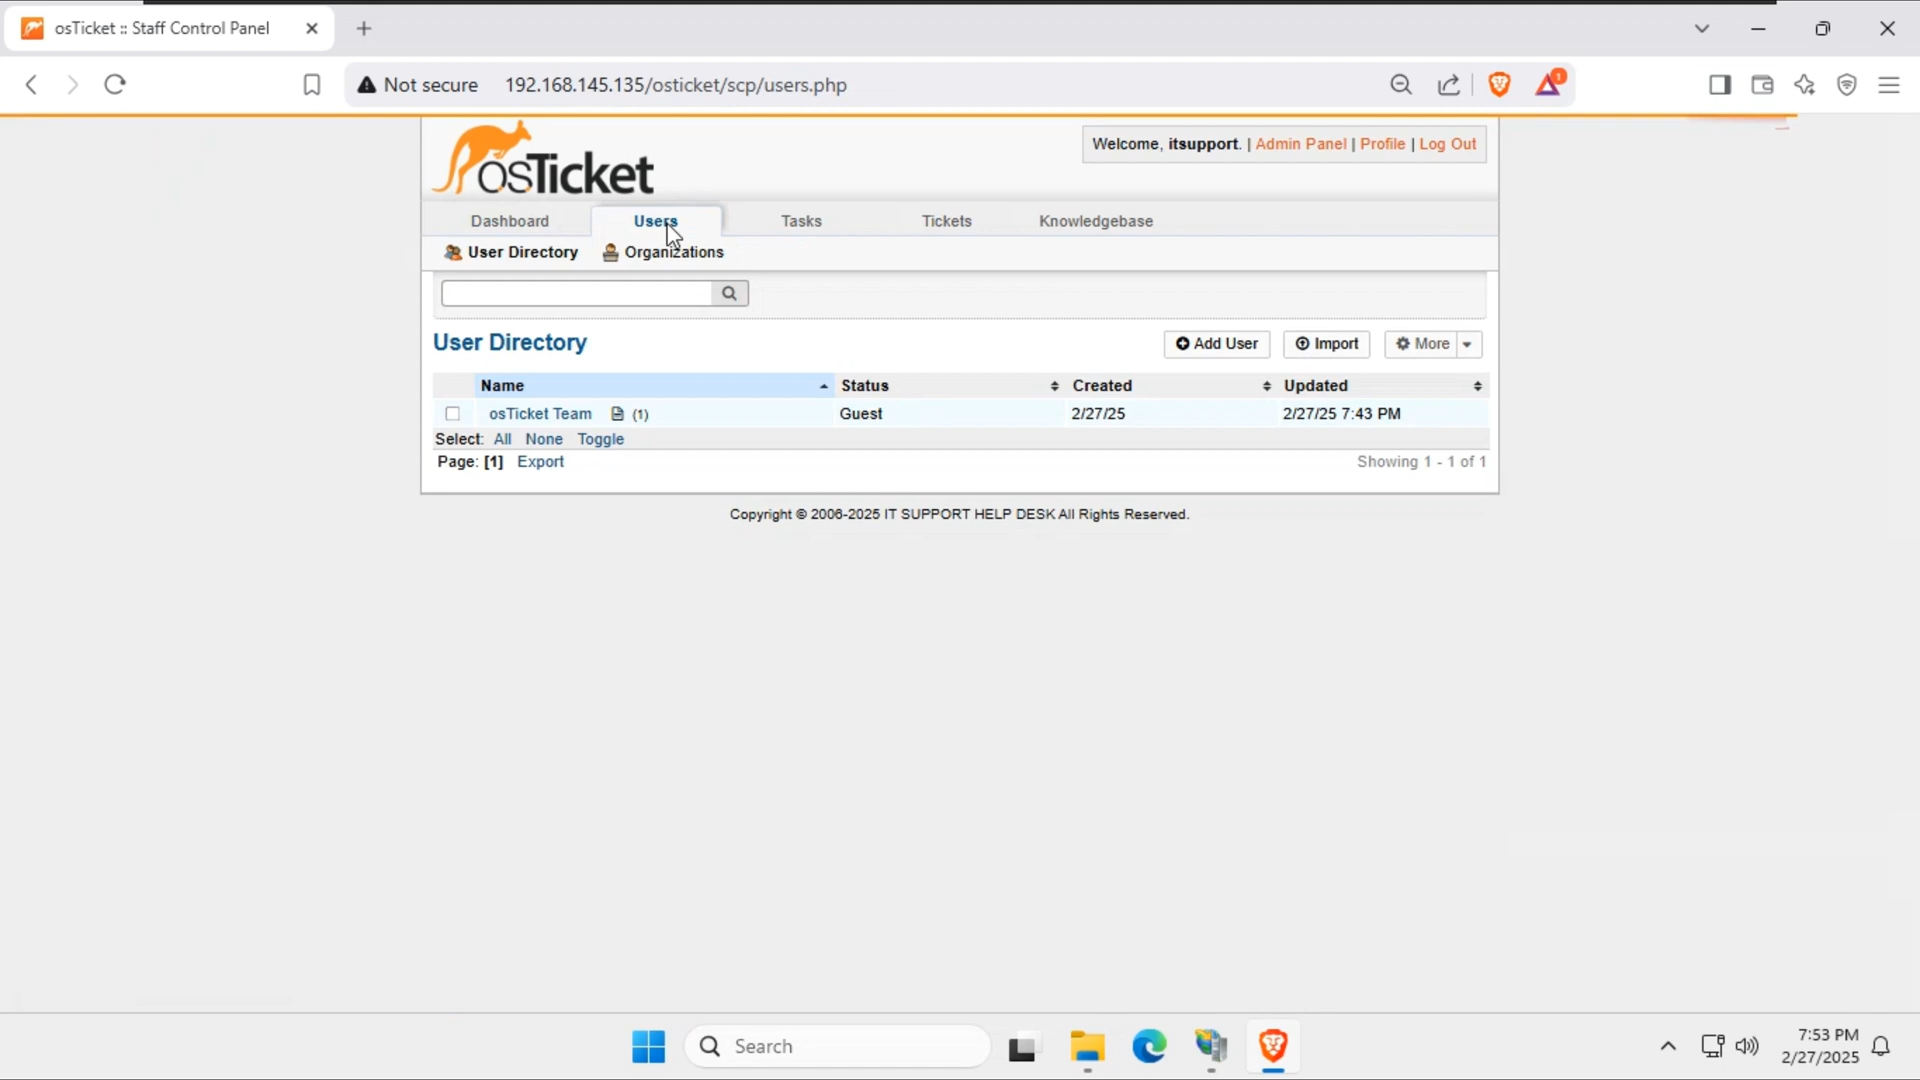 osTicket :: Staff Control Panel
Not secure 192.168.145.135/osticket/scp/users.php 1
osTicket
Welcome, itsupport. | Admin Panel | Profile | Log Out
Dashboard Users Tasks Tickets Knowledgebase
User Directory Organizations
User Directory Add User Import More
Name Status Created Updated
osTicket Team (1) Guest 2/27/25 2/27/25 7:43 PM
Select: All None Toggle
Page: [1] Export Showing 1 - 1 of 1
Copyright © 2006-2025 IT SUPPORT HELP DESK All Rights Reserved.
Search
7:53 PM
2/27/2025